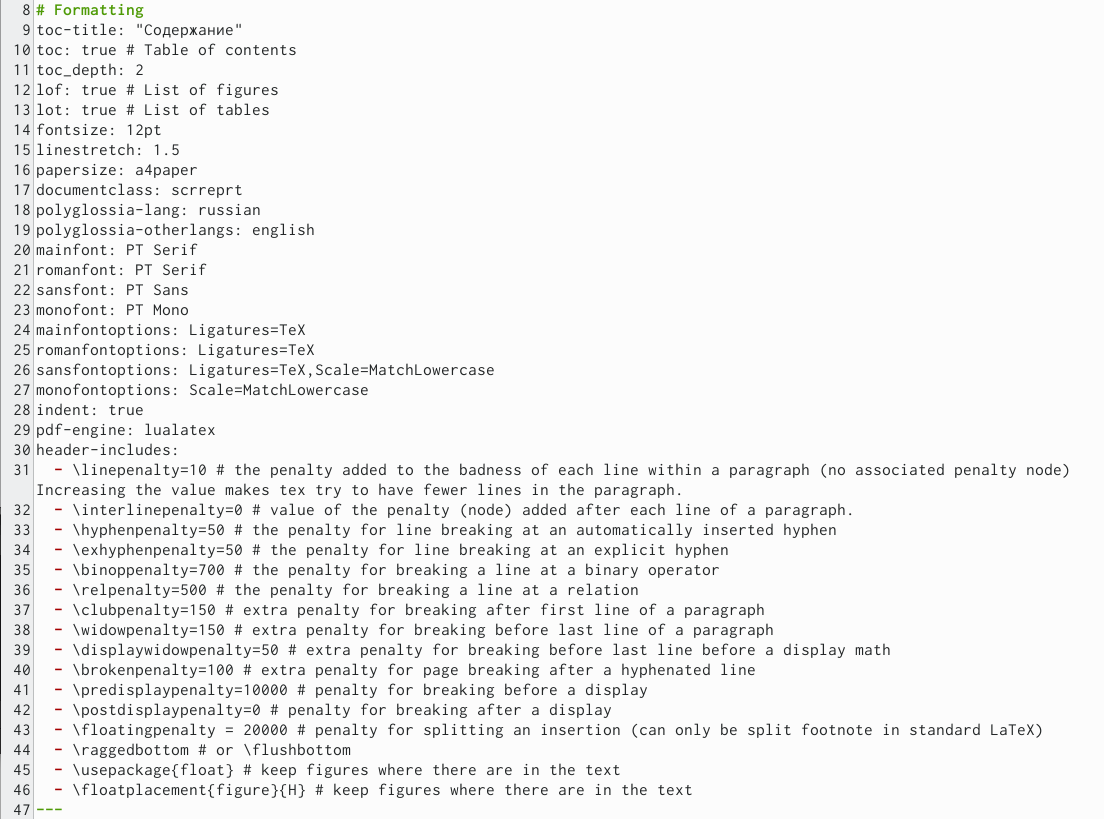 8 # Formatting
9 toc-title: "Содержание"
10 toc: true # Table of contents
11 toc_depth: 2
12 lof: true # List of figures
13 lot: true # List of tables
14 fontsize: 12pt
15 linestretch: 1.5
16 papersize: a4paper
17 documentclass: scrreprt
18 polyglossia-lang: russian
19 polyglossia-otherlangs: english
20 mainfont: PT Serif
21 romanfont: PT Serif
22 sansfont: PT Sans
23 monofont: PT Mono
24 mainfontoptions: Ligatures=TeX
25 romanfontoptions: Ligatures=TeX
26 sansfontoptions: Ligatures=TeX,Scale=MatchLowercase
27 monofontoptions: Scale=MatchLowercase
28 indent: true
29 pdf-engine: lualatex
30 header-includes:
31   - \linepenalty=10 # the penalty added to the badness of each line within a paragraph (no associated penalty node)
Increasing the value makes tex try to have fewer lines in the paragraph.
32   - \interlinepenalty=0 # value of the penalty (node) added after each line of a paragraph.
33   - \hyphenpenalty=50 # the penalty for line breaking at an automatically inserted hyphen
34   - \exhyphenpenalty=50 # the penalty for line breaking at an explicit hyphen
35   - \binoppenalty=700 # the penalty for breaking a line at a binary operator
36   - \relpenalty=500 # the penalty for breaking a line at a relation
37   - \clubpenalty=150 # extra penalty for breaking after first line of a paragraph
38   - \widowpenalty=150 # extra penalty for breaking before last line of a paragraph
39   - \displaywidowpenalty=50 # extra penalty for breaking before last line before a display math
40   - \brokenpenalty=100 # extra penalty for page breaking after a hyphenated line
41   - \predisplaypenalty=10000 # penalty for breaking before a display
42   - \postdisplaypenalty=0 # penalty for breaking after a display
43   - \floatingpenalty = 20000 # penalty for splitting an insertion (can only be split footnote in standard LaTeX)
44   - \raggedbottom # or \flushbottom
45   - \usepackage{float} # keep figures where there are in the text
46   - \floatplacement{figure}{H} # keep figures where there are in the text
47 ---